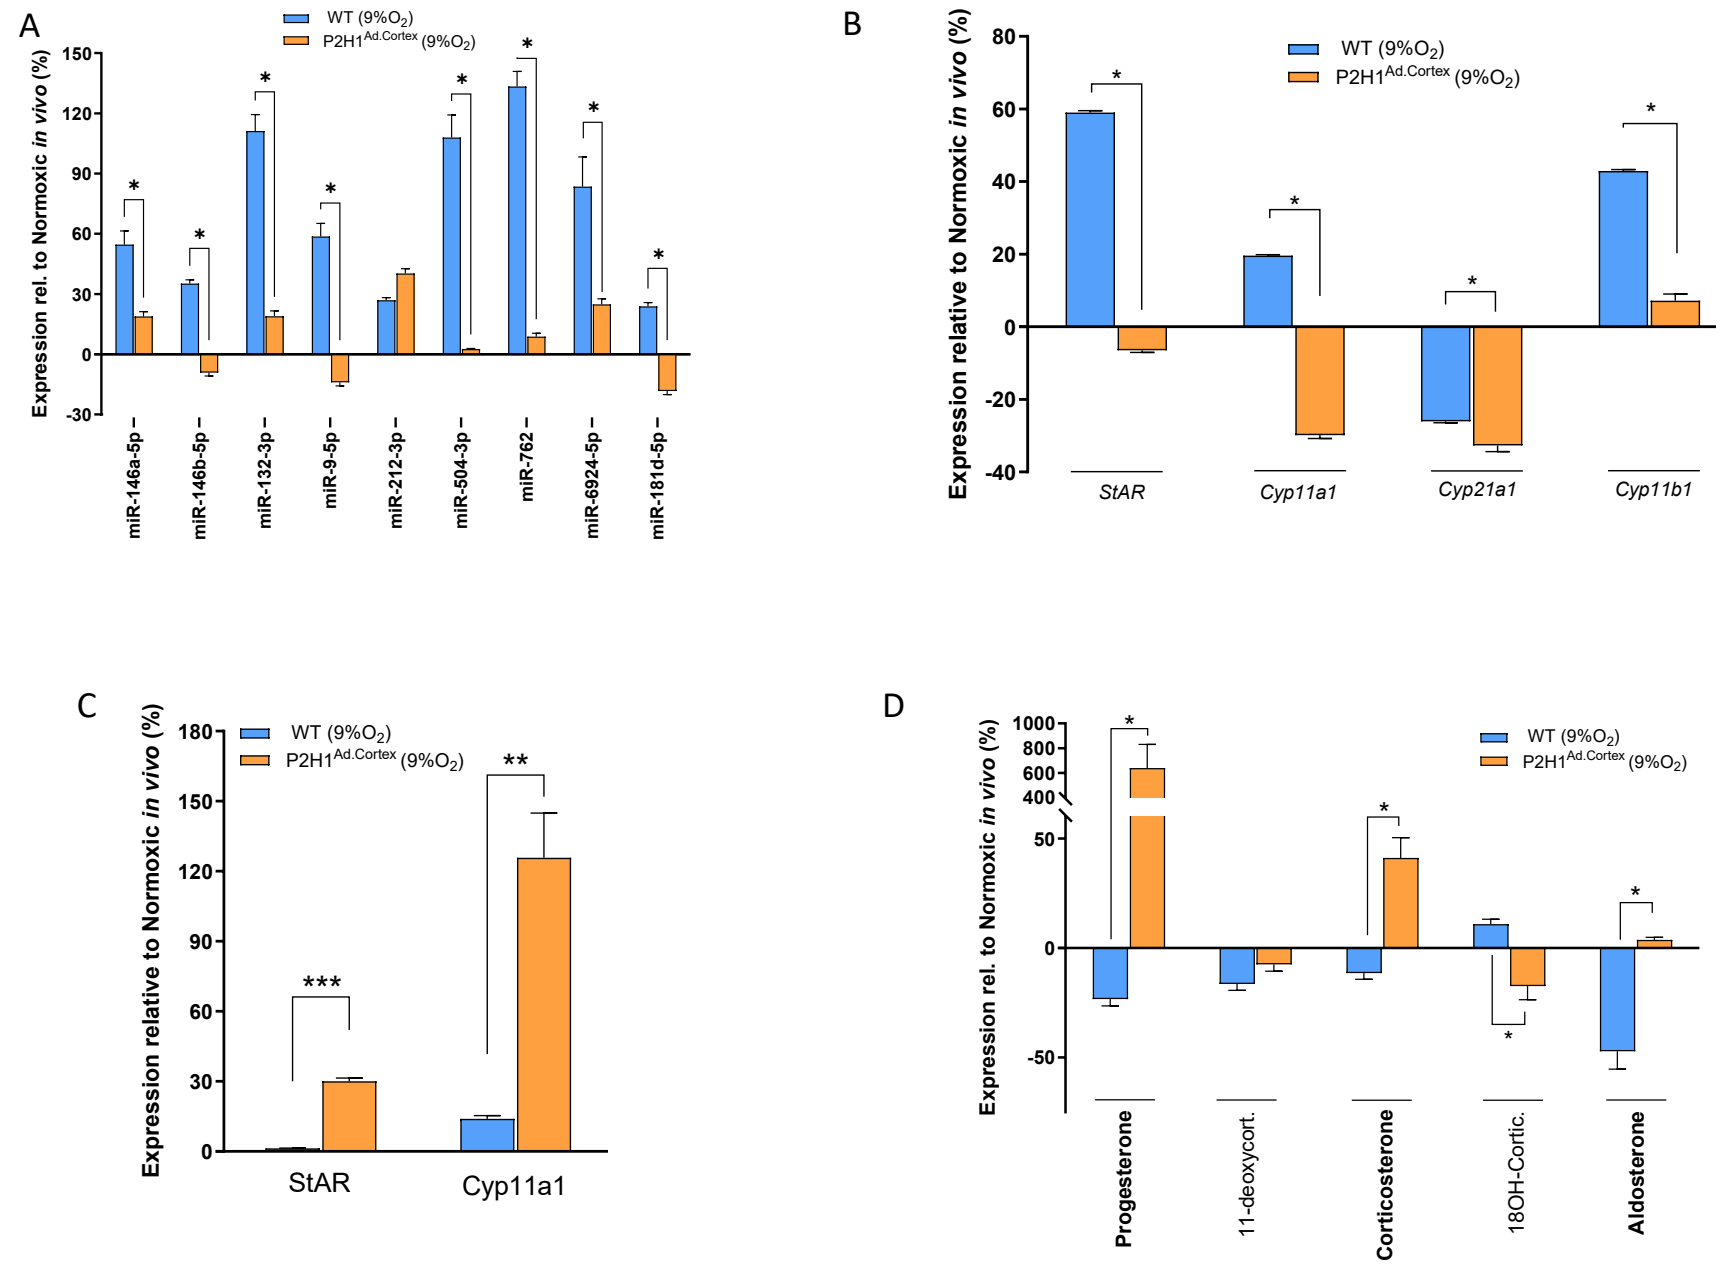 A
WT (9%O2)
P2H1Ad.Cortex (9%O2)
Expression rel. to Normoxic in vivo (%)
150
120
90
60
30
0
-30
*
*
*
*
*
*
*
*
miR-146a-5p
miR-146b-5p
miR-132-3p
miR-9-5p
miR-212-3p
miR-504-3p
miR-762
miR-6924-5p
miR-181d-5p
B
WT (9%O2)
P2H1Ad.Cortex (9%O2)
Expression relative to Normoxic in vivo (%)
80
60
40
20
0
-20
-40
*
*
*
*
StAR
Cyp11a1
Cyp21a1
Cyp11b1
C
WT (9%O2)
P2H1Ad.Cortex (9%O2)
Expression relative to Normoxic in vivo (%)
180
150
120
90
60
30
0
***
**
StAR
Cyp11a1
D
WT (9%O2)
P2H1Ad.Cortex (9%O2)
Expression rel. to Normoxic in vivo (%)
1000
800
600
400
50
0
-50
*
*
*
*
Progesterone
11-deoxycort.
Corticosterone
18OH-Cortic.
Aldosterone